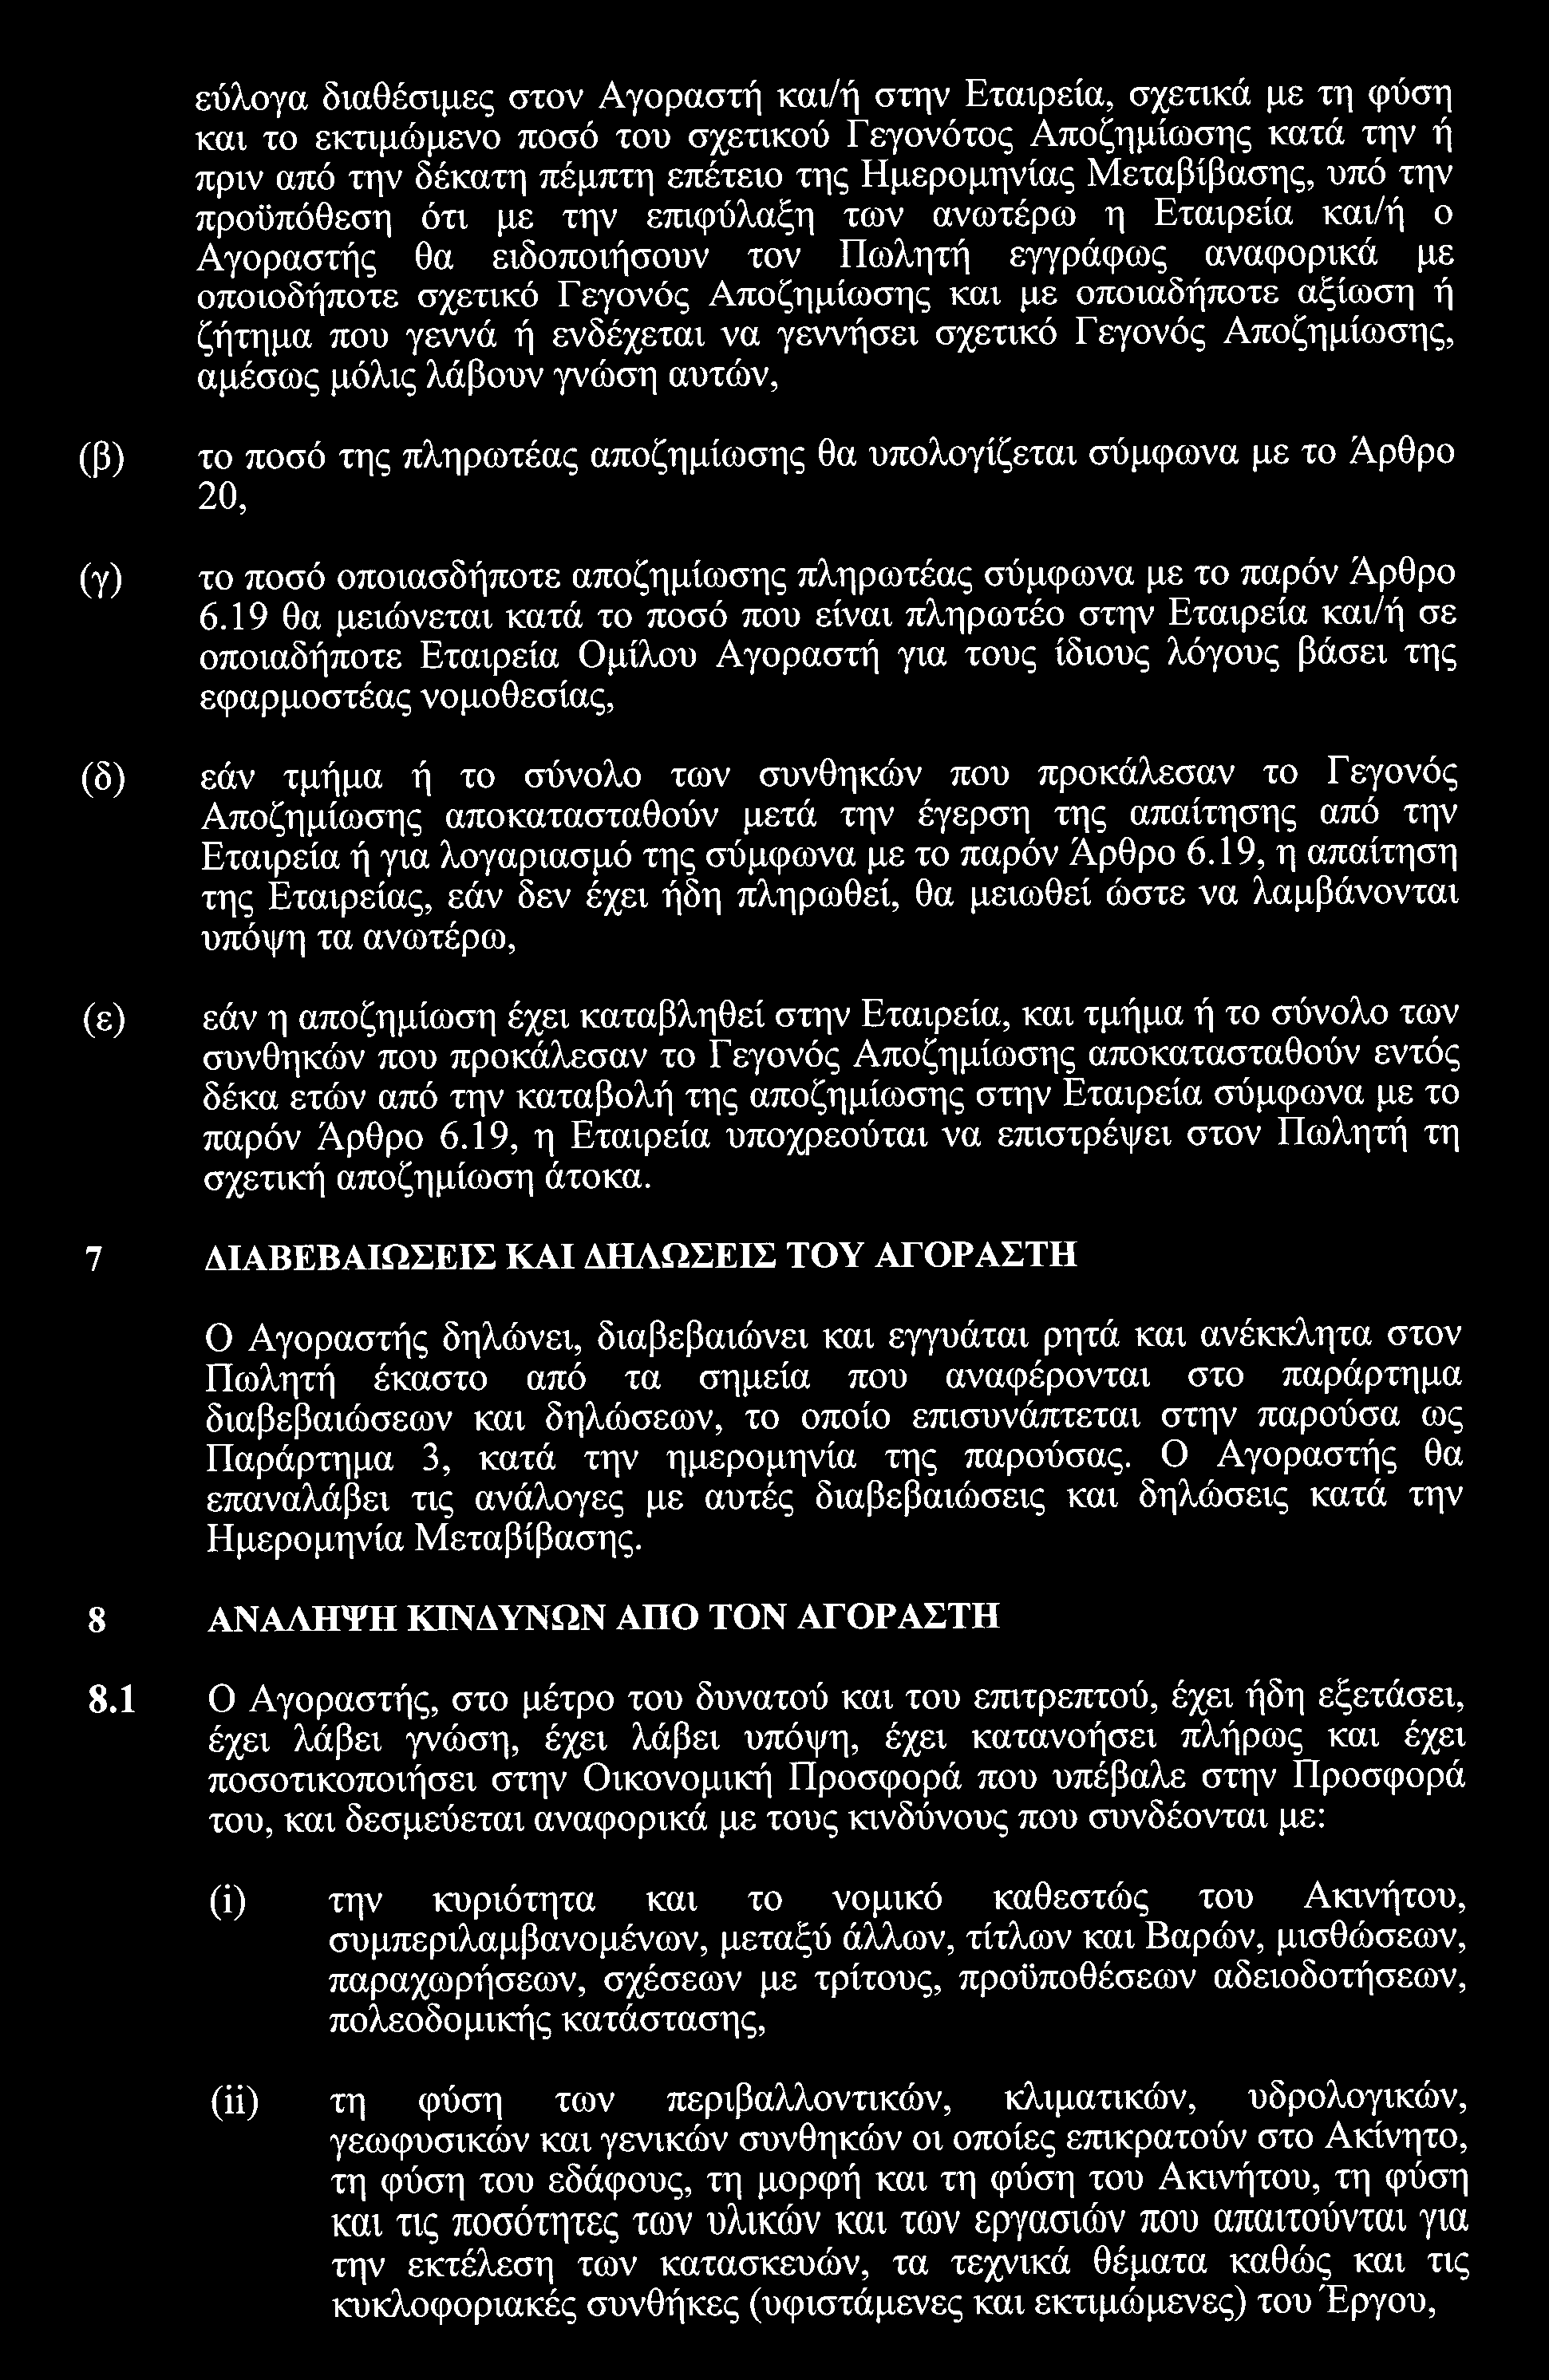 εύλογα διαθέσιμες στον Αγοραστή και/ή στην Εταιρεία, σχετικά με τη φύση
και το εκτιμώμενο ποσό του σχετικού Γεγονότος Αποζημίωσης κατά την ή
πριν από την δέκατη πέμπτη επέτειο της Ημερομηνίας Μεταβίβασης, υπό την
προϋπόθεση ότι με την επιφύλαξη των ανωτέρω η Εταιρεία και/ή ο
Αγοραστής θα ειδοποιήσουν τον Πωλητή εγγράφως αναφορικά με
οποιοδήποτε σχετικό Γεγονός Αποζημίωσης και με οποιαδήποτε αξίωση ή
ζήτημα που γεννά ή ενδέχεται να γεννήσει σχετικό Γεγονός Αποζημίωσης,
αμέσως μόλις λάβουν γνώση αυτών,
(β) το ποσό της πληρωτέας αποζημίωσης θα υπολογίζεται σύμφωνα με το Άρθρο
20,
(γ) το ποσό οποιασδήποτε αποζημίωσης πληρωτέας σύμφωνα με το παρόν Άρθρο
6.19 θα μειώνεται κατά το ποσό που είναι πληρωτέο στην Εταιρεία και/ή σε
οποιαδήποτε Εταιρεία Ομίλου Αγοραστή για τους ίδιους λόγους βάσει της
εφαρμοστέας νομοθεσίας,
(δ) εάν τμήμα ή το σύνολο των συνθηκών που προκάλεσαν το Γεγονός
Αποζημίωσης αποκατασταθούν μετά την έγερση της απαίτησης από την
Εταιρεία ή για λογαριασμό της σύμφωνα με το παρόν Άρθρο 6.19, η απαίτηση
της Εταιρείας, εάν δεν έχει ήδη πληρωθεί, θα μειωθεί ώστε να λαμβάνονται
υπόψη τα ανωτέρω,
(ε) εάν η αποζημίωση έχει καταβληθεί στην Εταιρεία, και τμήμα ή το σύνολο των
συνθηκών που προκάλεσαν το Γεγονός Αποζημίωσης αποκατασταθούν εντός
δέκα ετών από την καταβολή της αποζημίωσης στην Εταιρεία σύμφωνα με το
παρόν Άρθρο 6.19, η Εταιρεία υποχρεούται να επιστρέψει στον Πωλητή τη
σχετική αποζημίωση άτοκα.
7 ΔΙΑΒΕΒΑΙΩΣΕΙΣ ΚΑΙ ΔΗΛΩΣΕΙΣ ΤΟΥ ΑΓΟΡΑΣΤΗ
Ο Αγοραστής δηλώνει, διαβεβαιώνει και εγγυάται ρητά και ανέκκλητα στον
Πωλητή έκαστο από τα σημεία που αναφέρονται στο παράρτημα
διαβεβαιώσεων και δηλώσεων, το οποίο επισυνάπτεται στην παρούσα ως
Παράρτημα 3, κατά την ημερομηνία της παρούσας. Ο Αγοραστής θα
επαναλάβει τις ανάλογες με αυτές διαβεβαιώσεις και δηλώσεις κατά την
Ημερομηνία Μεταβίβασης.
8 ΑΝΑΛΗΨΗ ΚΙΝΔΥΝΩΝ ΑΠΟ ΤΟΝ ΑΓΟΡΑΣΤΗ
8.1 Ο Αγοραστής, στο μέτρο του δυνατού και του επιτρεπτού, έχει ήδη εξετάσει,
έχει λάβει γνώση, έχει λάβει υπόψη, έχει κατανοήσει πλήρως και έχει
ποσοτικοποιήσει στην Οικονομική Προσφορά που υπέβαλε στην Προσφορά
του, και δεσμεύεται αναφορικά με τους κινδύνους που συνδέονται με:
(i) την κυριότητα και το νομικό καθεστώς του Ακινήτου,
συμπεριλαμβανομένων, μεταξύ άλλων, τίτλων και Βαρών, μισθώσεων,
παραχωρήσεων, σχέσεων με τρίτους, προϋποθέσεων αδειοδοτήσεων,
πολεοδομικής κατάστασης,
(ii) τη φύση των περιβαλλοντικών, κλιματικών, υδρολογικών,
γεωφυσικών και γενικών συνθηκών οι οποίες επικρατούν στο Ακίνητο,
τη φύση του εδάφους, τη μορφή και τη φύση του Ακινήτου, τη φύση
και τις ποσότητες των υλικών και των εργασιών που απαιτούνται για
την εκτέλεση των κατασκευών, τα τεχνικά θέματα καθώς και τις
κυκλοφοριακές συνθήκες (υφιστάμενες και εκτιμώμενες) του Έργου,